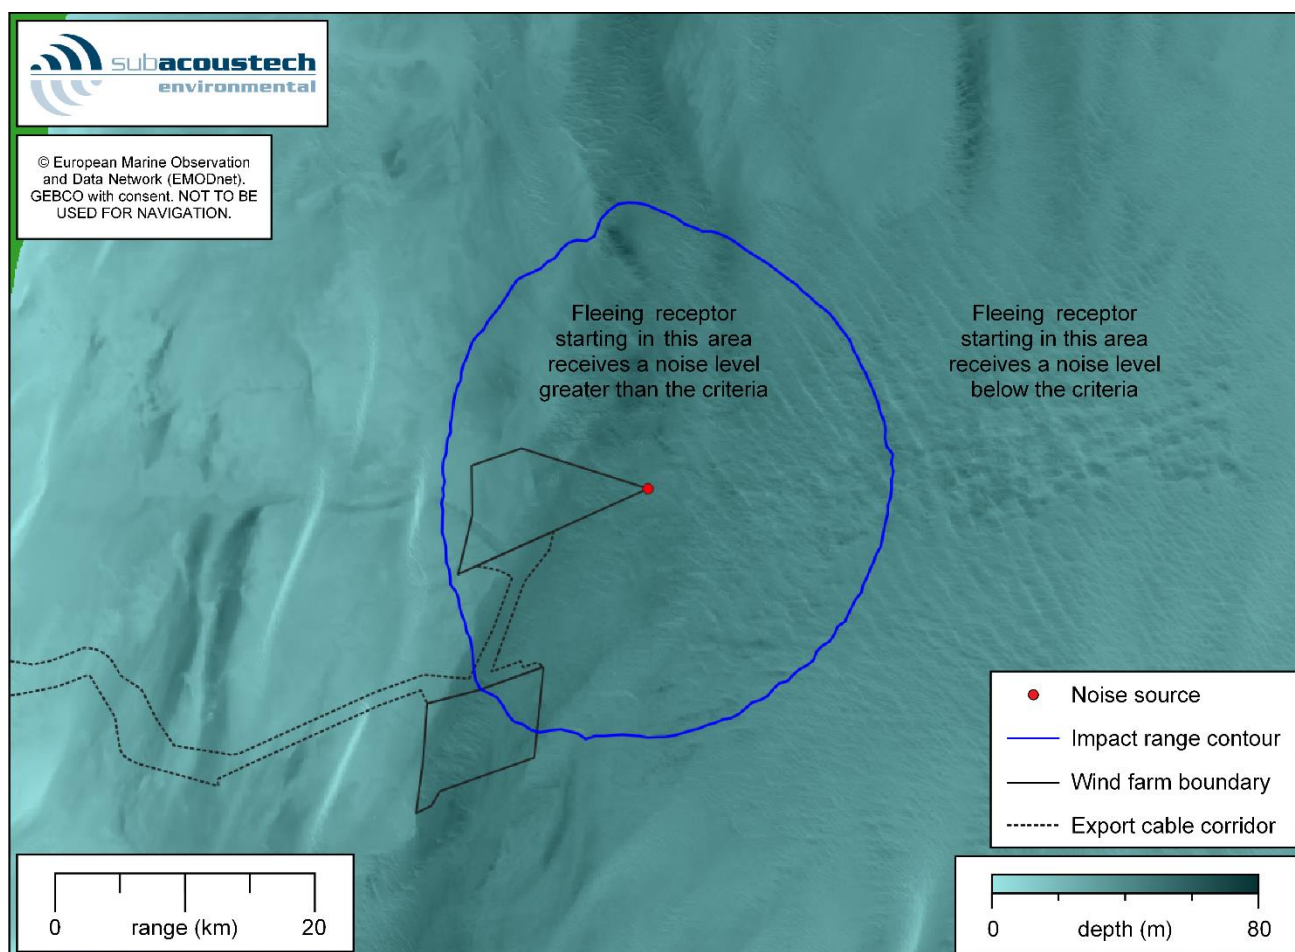 subacoustech
environmental
© European Marine Observation
and Data Network (EMODnet).
GEBCO with consent. NOT TO BE
USED FOR NAVIGATION.
Fleeing receptor
starting in this area
receives a noise level
greater than the criteria
Fleeing receptor
starting in this area
receives a noise level
below the criteria
Noise source
Impact range contour
Wind farm boundary
Export cable corridor
0 range (km) 20
0 depth (m) 80